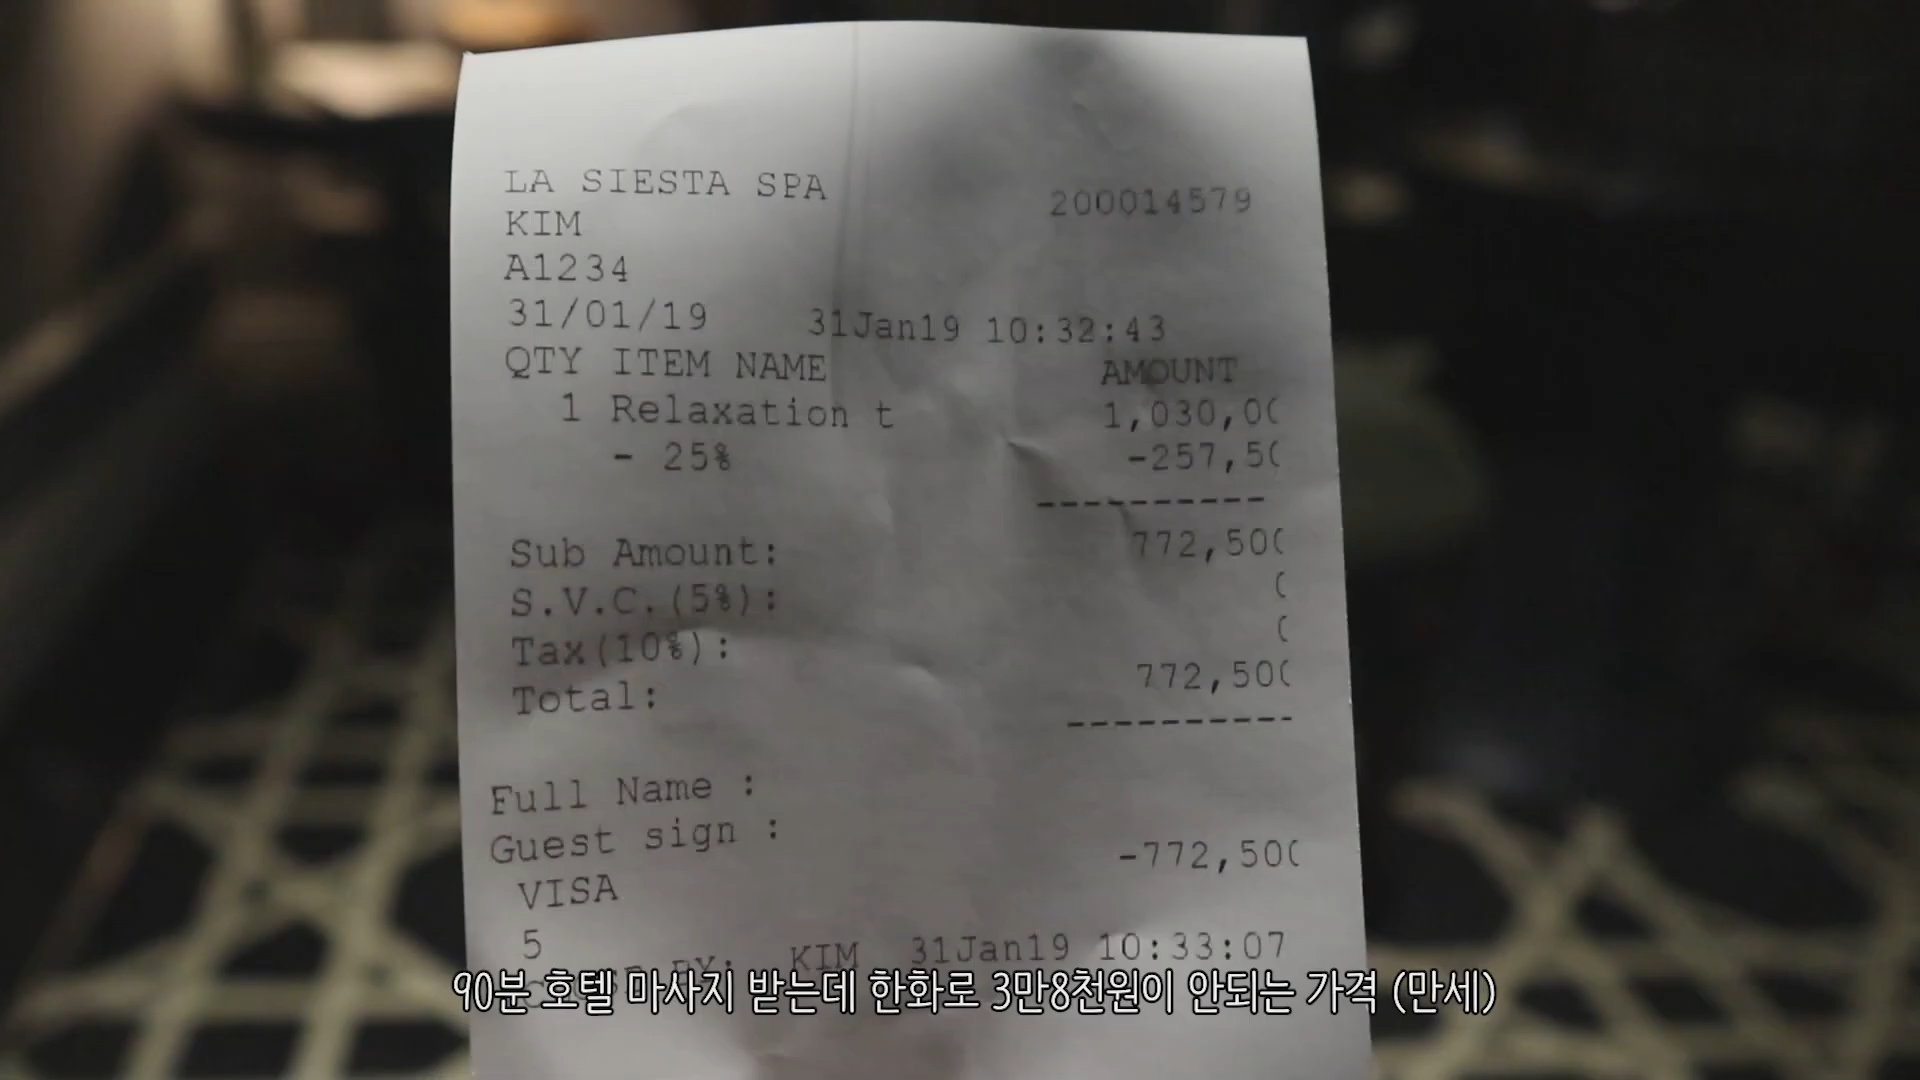 LA SIESTA SPA 200014579
KIM
A1234
31/01/19 31Jan19 10:32:43
QTY ITEM NAME AMOUNT
1 Relaxation t 1,030,0
- 25% -257,5
Sub Amount: 772,50
S.V.C.(5%):
Tax(10%):
Total: 772,50
Full Name :
Guest sign :
-772,50
VISA
5
BY: KIM 31Jan19 10:33:07
90분 호텔 마사지 받는데 한화로 3만8천원이 안되는 가격 (만세)